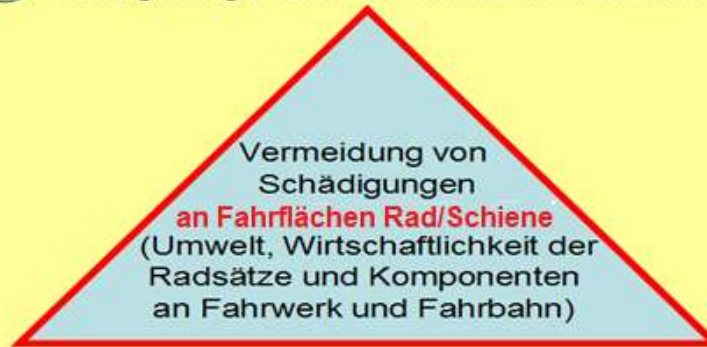 Vermeidung von
Schädigungen
an Fahrflächen Rad/Schiene
(Umwelt, Wirtschaftlichkeit der
Radsätze und Komponenten
an Fahrwerk und Fahrbahn)